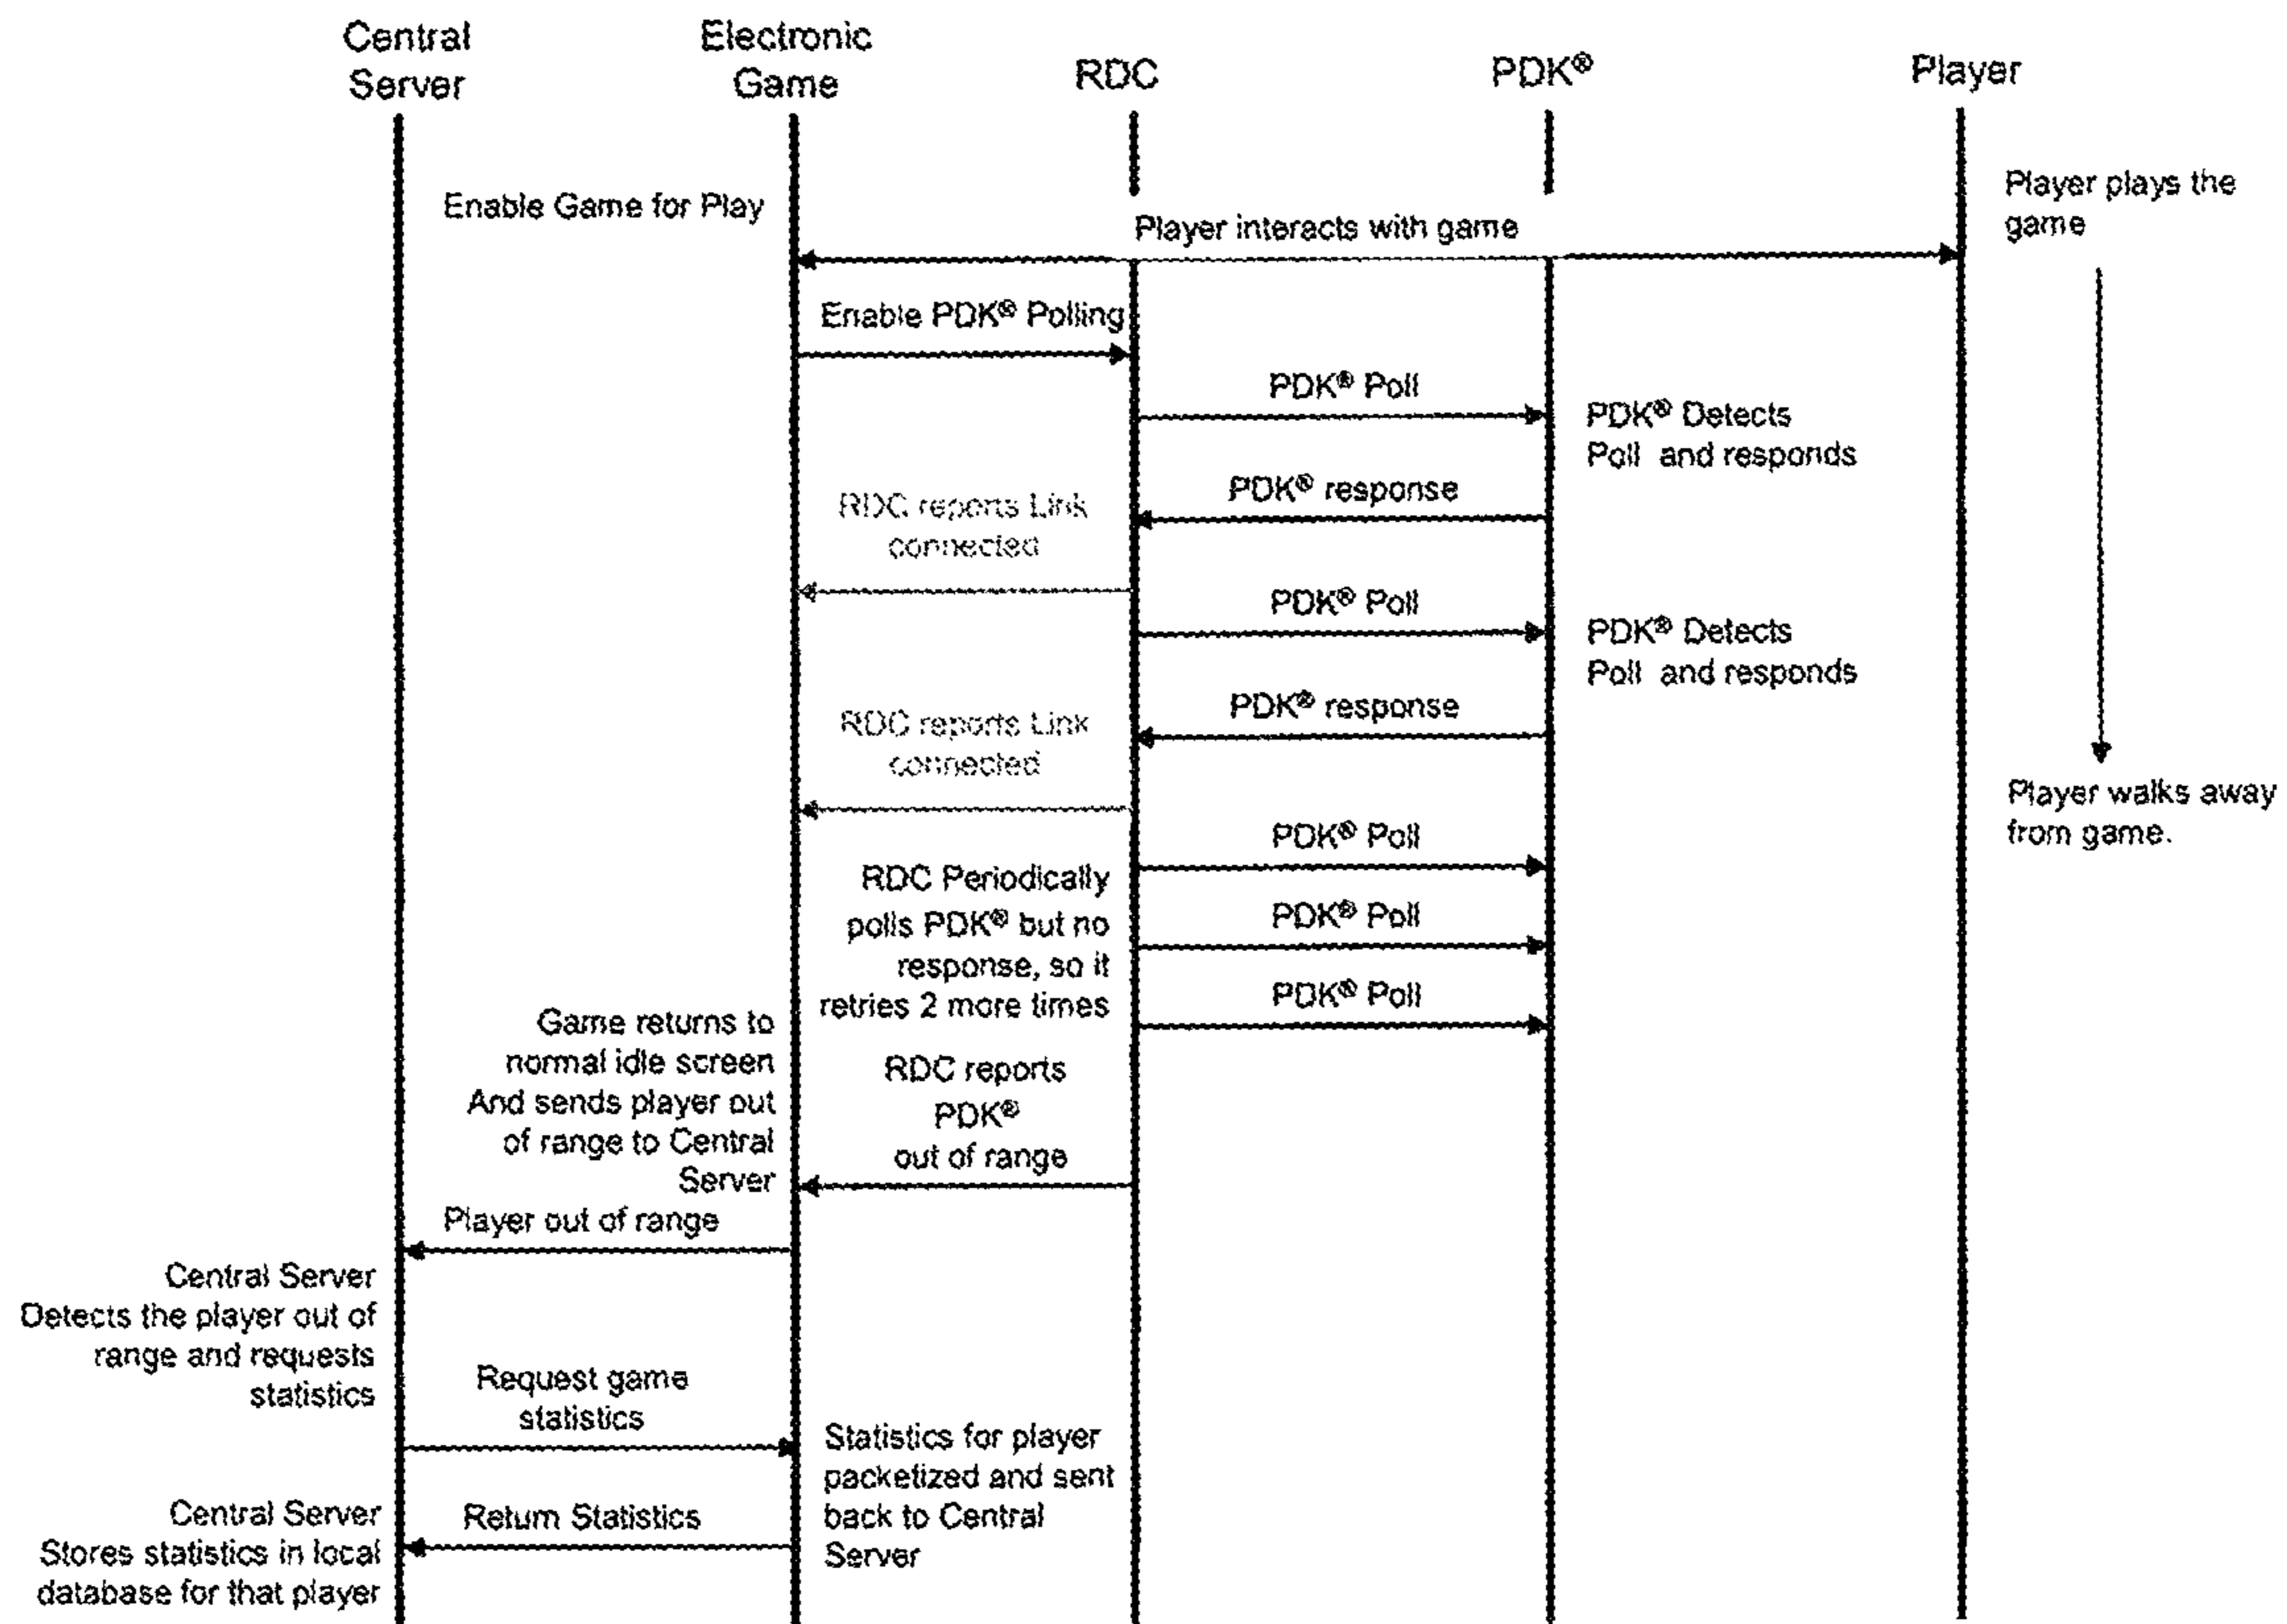 Central
Server
Electronic
Game
RDC
PDK®
Player
Enable Game for Play
Player plays the
game
Player interacts with game
Enable PDK® Polling
PDK® Poll
PDK® Detects
Poll and responds
PDK® response
RDC reports Link
connected
PDK® Poll
PDK® Detects
Poll and responds
PDK® response
RDC reports Link
connected
Player walks away
from game.
PDK® Poll
RDC Periodically
polls PDK® but no
response, so it
retries 2 more times
PDK® Poll
PDK® Poll
Game returns to
normal idle screen
And sends player out
of range to Central
Server
RDC reports
PDK®
out of range
Player out of range
Central Server
Detects the player out of
range and requests
statistics
Request game
statistics
Statistics for player
packetized and sent
back to Central
Server
Return Statistics
Central Server
Stores statistics in local
database for that player